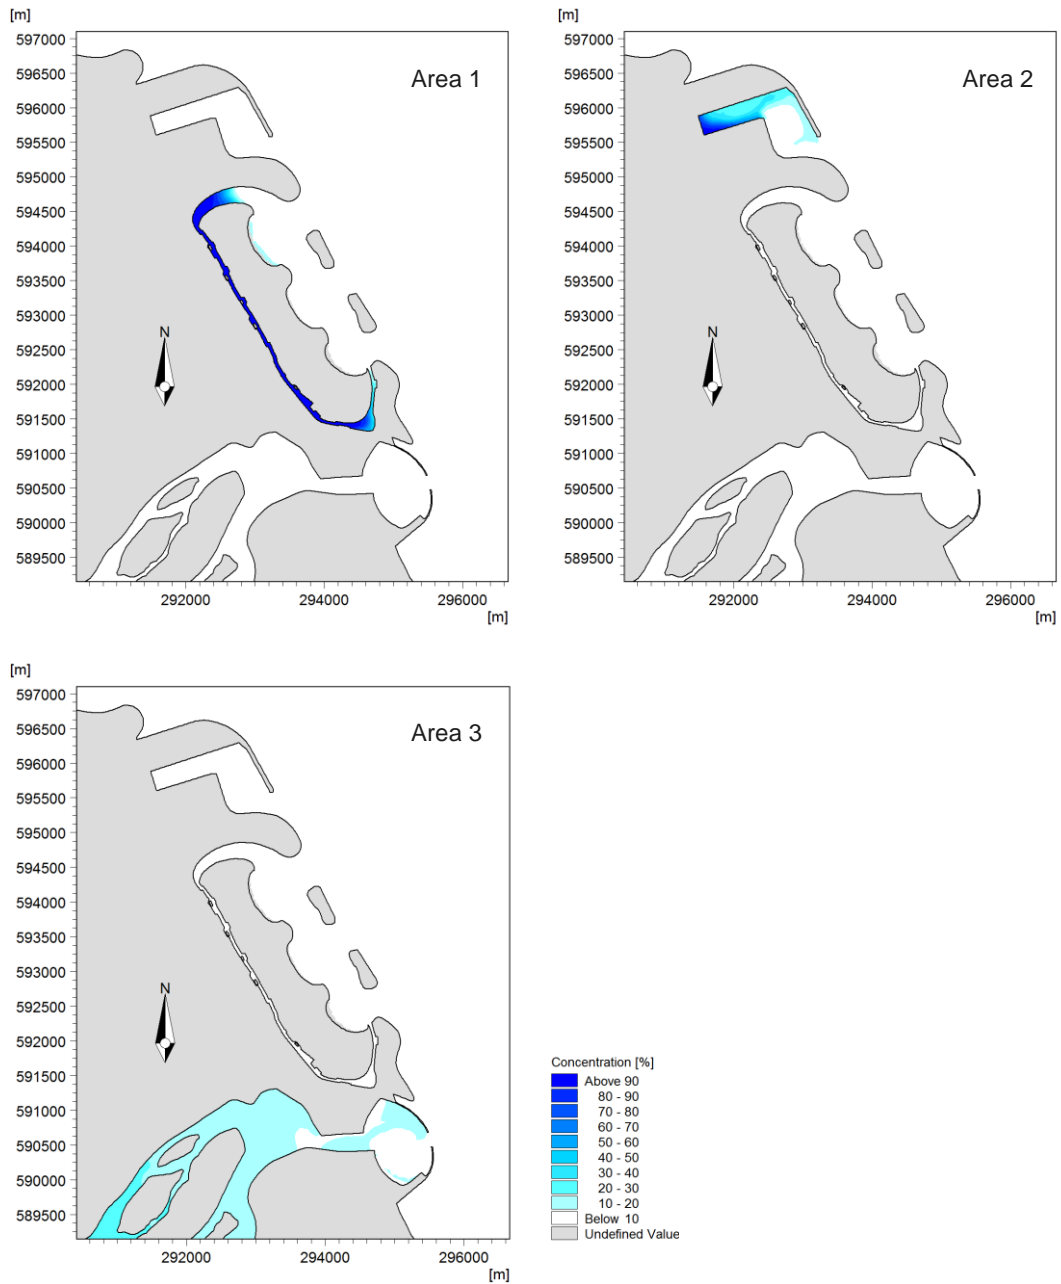 [m]
597000
Area 1
596500
596000
595500
595000
594500
594000
593500
593000
N
592500
592000
591500
591000
590500
590000
589500
292000 294000 296000
[m]
[m]
597000
Area 2
596500
596000
595500
595000
594500
594000
593500
593000
N
592500
592000
591500
591000
590500
590000
589500
292000 294000 296000
[m]
[m]
597000
Area 3
596500
596000
595500
595000
594500
594000
593500
593000
N
592500
592000
591500
591000
590500
590000
589500
292000 294000 296000
[m]
Concentration [%]
Above 90
80 - 90
70 - 80
60 - 70
50 - 60
40 - 50
30 - 40
20 - 30
10 - 20
Below 10
Undefined Value